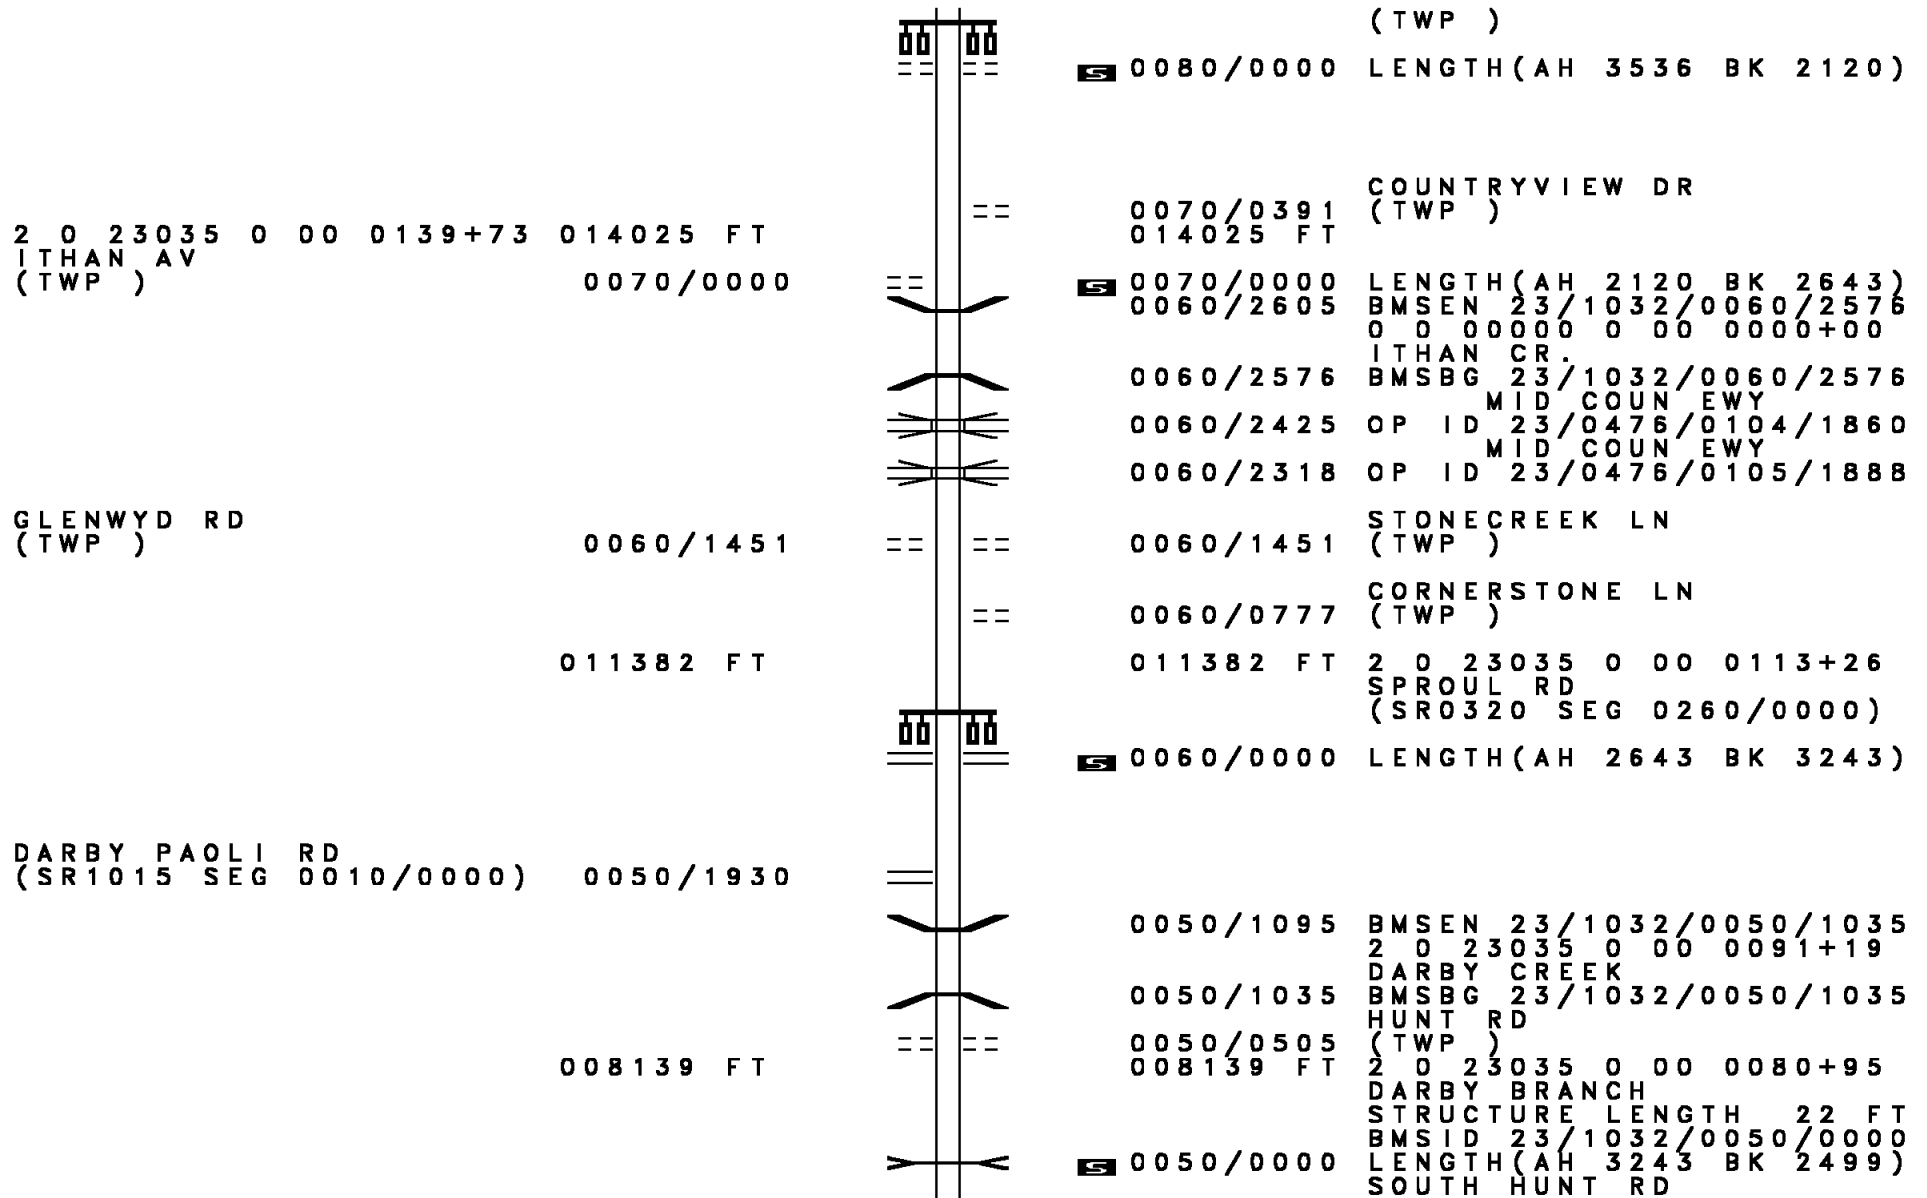 (TWP )
S 0080/0000 LENGTH(AH 3536 BK 2120)
COUNTRYVIEW DR
0070/0391 (TWP )
2 0 23035 0 00 0139+73 014025 FT 014025 FT
ITHAN AV
(TWP ) 0070/0000 S 0070/0000 LENGTH(AH 2120 BK 2643)
0060/2605 BMSEN 23/1032/0060/2576
0 0 00000 0 00 0000+00
ITHAN CR.
0060/2576 BMSBG 23/1032/0060/2576
MID COUN EWY
0060/2425 OP ID 23/0476/0104/1860
MID COUN EWY
0060/2318 OP ID 23/0476/0105/1888
GLENWYD RD STONECREEK LN
(TWP ) 0060/1451 0060/1451 (TWP )
CORNERSTONE LN
0060/0777 (TWP )
011382 FT 011382 FT 2 0 23035 0 00 0113+26
SPROUL RD
(SR0320 SEG 0260/0000)
S 0060/0000 LENGTH(AH 2643 BK 3243)
DARBY PAOLI RD
(SR1015 SEG 0010/0000) 0050/1930
0050/1095 BMSEN 23/1032/0050/1035
2 0 23035 0 00 0091+19
DARBY CREEK
0050/1035 BMSBG 23/1032/0050/1035
HUNT RD
0050/0505 (TWP )
008139 FT 008139 FT 2 0 23035 0 00 0080+95
DARBY BRANCH
STRUCTURE LENGTH 22 FT
BMSID 23/1032/0050/0000
S 0050/0000 LENGTH(AH 3243 BK 2499)
SOUTH HUNT RD